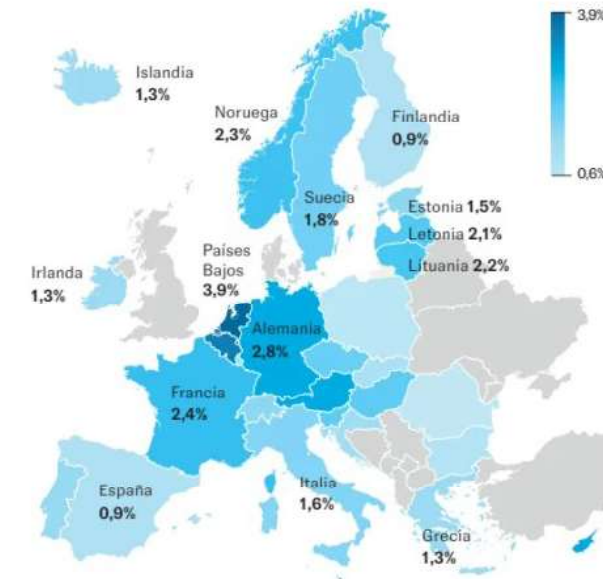 3,9%
0,6%
Islandia
1,3%
Noruega
2,3%
Finlandia
0,9%
Suecia
1,8%
Estonia 1,5%
Letonia 2,1%
Lituania 2,2%
Irlanda
1,3%
Países
Bajos
3,9%
Alemania
2,8%
Francia
2,4%
España
0,9%
Italia
1,6%
Grecia
1,3%